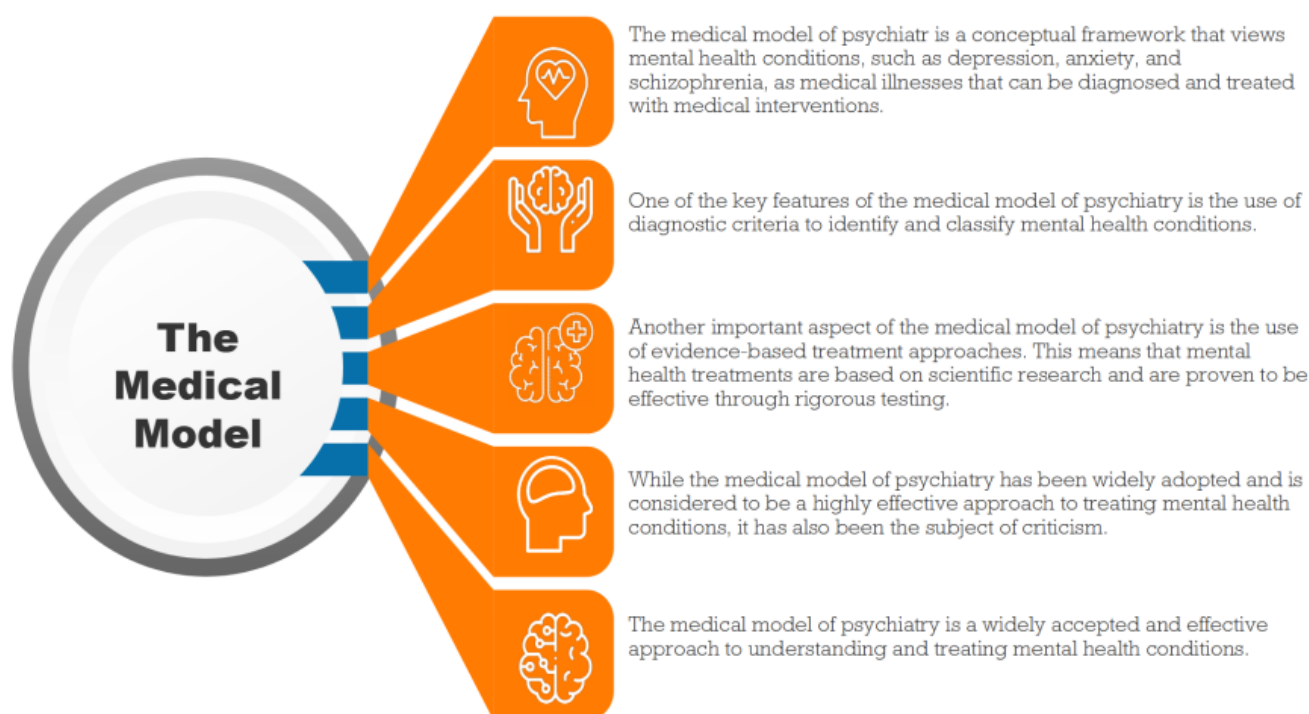 The
Medical
Model
The medical model of psychiatr is a conceptual framework that views
mental health conditions, such as depression, anxiety, and
schizophrenia, as medical illnesses that can be diagnosed and treated
with medical interventions.
One of the key features of the medical model of psychiatry is the use of
diagnostic criteria to identify and classify mental health conditions.
Another important aspect of the medical model of psychiatry is the use
of evidence-based treatment approaches. This means that mental
health treatments are based on scientific research and are proven to be
effective through rigorous testing.
While the medical model of psychiatry has been widely adopted and is
considered to be a highly effective approach to treating mental health
conditions, it has also been the subject of criticism.
The medical model of psychiatry is a widely accepted and effective
approach to understanding and treating mental health conditions.